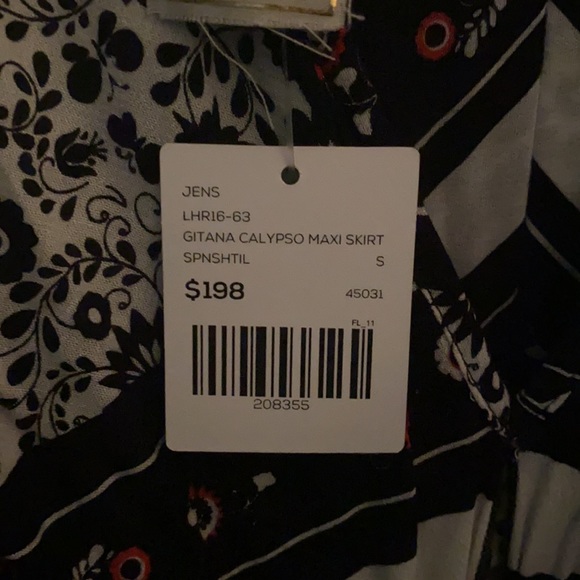 JENS
LHR16-63
GITANA CALYPSO MAXI SKIRT
SPNSHTIL S
$198 45031
FL_11
208355